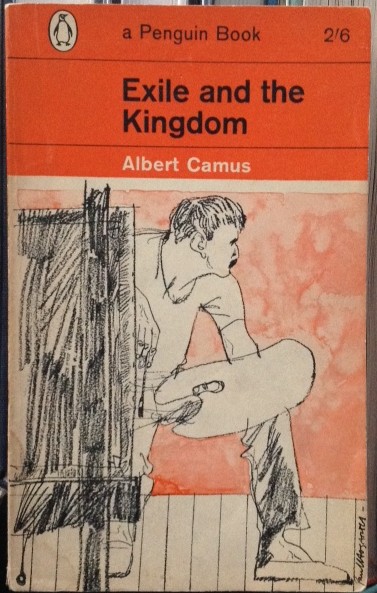 a Penguin Book 2'6
Exile and the
Kingdom
Albert Camus